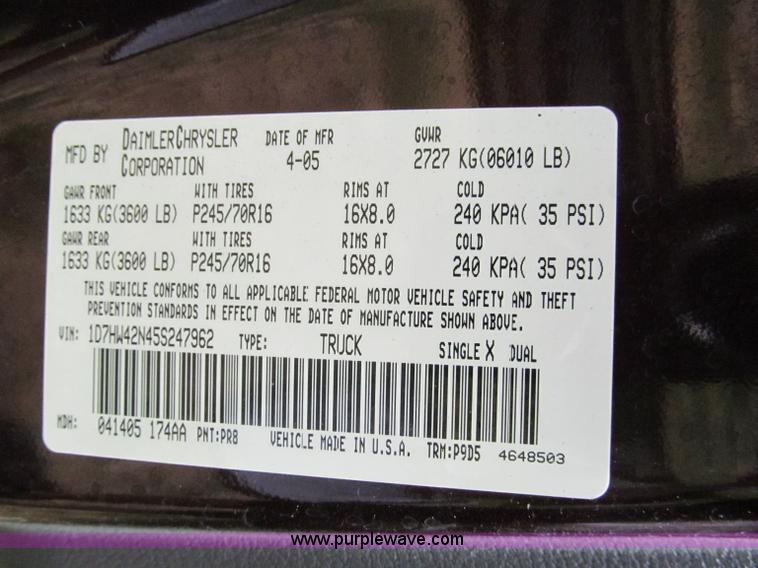 MFD BY DAIMLERCHRYSLER CORPORATION DATE OF MFR 4-05 GVWR 2727 KG(06010 LB)
GAWR FRONT WITH TIRES RIMS AT COLD
1633 KG(3600 LB) P245/70R16 16X8.0 240 KPA( 35 PSI)
GAWR REAR WITH TIRES RIMS AT COLD
1633 KG(3600 LB) P245/70R16 16X8.0 240 KPA( 35 PSI)
THIS VEHICLE CONFORMS TO ALL APPLICABLE FEDERAL MOTOR VEHICLE SAFETY AND THEFT
PREVENTION STANDARDS IN EFFECT ON THE DATE OF MANUFACTURE SHOWN ABOVE.
VIN: 1D7HW42N45S247962 TYPE: TRUCK SINGLE X DUAL
MDH: 041405 174AA PNT:PR8 VEHICLE MADE IN U.S.A. TRM:P9D5 4648503
www.purplewave.com